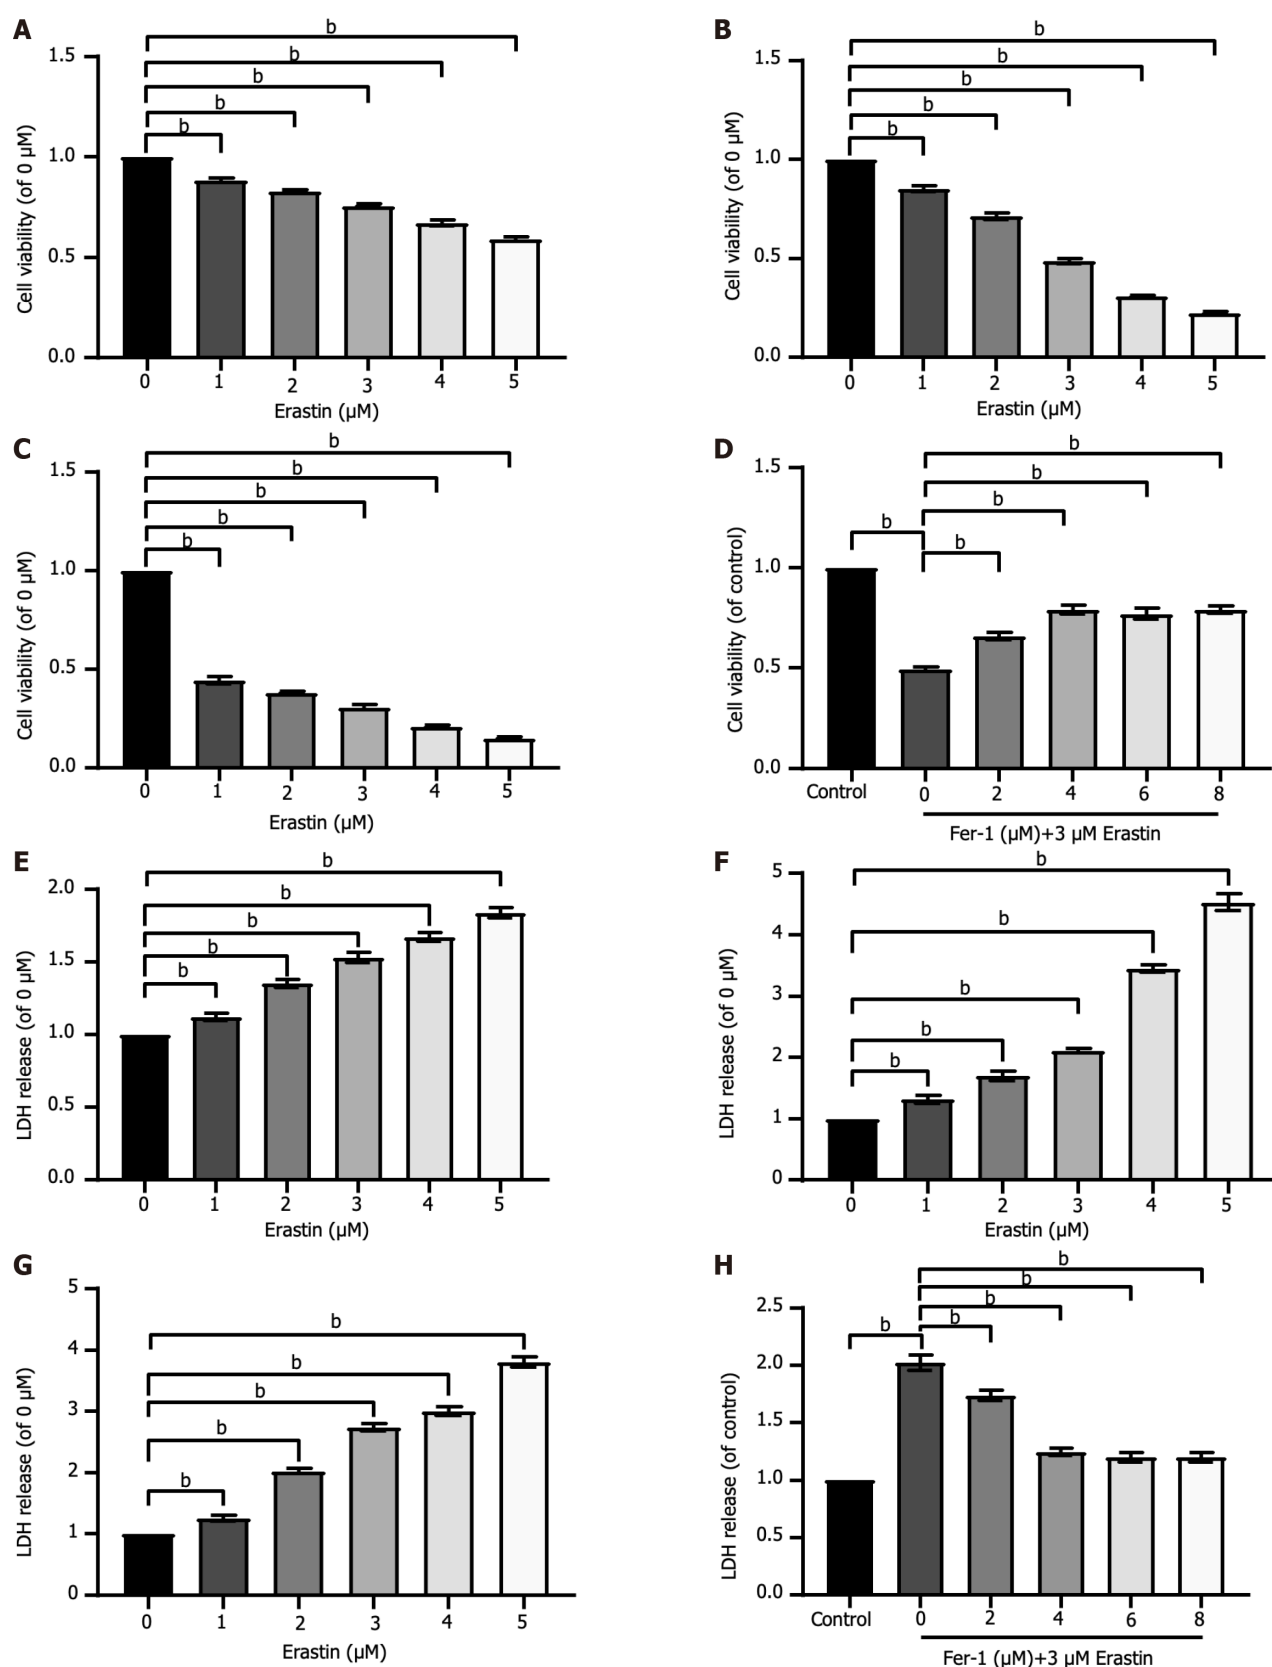 A
b
b
b
b
b
1.5
1.0
0.5
0.0
Cell viability (of 0 µM)
0 1 2 3 4 5
Erastin (µM)
B
b
b
b
b
b
1.5
1.0
0.5
0.0
Cell viability (of 0 µM)
0 1 2 3 4 5
Erastin (µM)
C
b
b
b
b
b
1.5
1.0
0.5
0.0
Cell viability (of 0 µM)
0 1 2 3 4 5
Erastin (µM)
D
b
b
b
b
b
1.5
1.0
0.5
0.0
Cell viability (of control)
Control 0 2 4 6 8
Fer-1 (µM)+3 µM Erastin
E
b
b
b
b
b
2.0
1.5
1.0
0.5
0.0
LDH release (of 0 µM)
0 1 2 3 4 5
Erastin (µM)
F
b
b
b
b
b
5
4
3
2
1
0
LDH release (of 0 µM)
0 1 2 3 4 5
Erastin (µM)
G
b
b
b
b
b
5
4
3
2
1
0
LDH release (of 0 µM)
0 1 2 3 4 5
Erastin (µM)
H
b
b
b
b
b
2.5
2.0
1.5
1.0
0.5
0.0
LDH release (of control)
Control 0 2 4 6 8
Fer-1 (µM)+3 µM Erastin